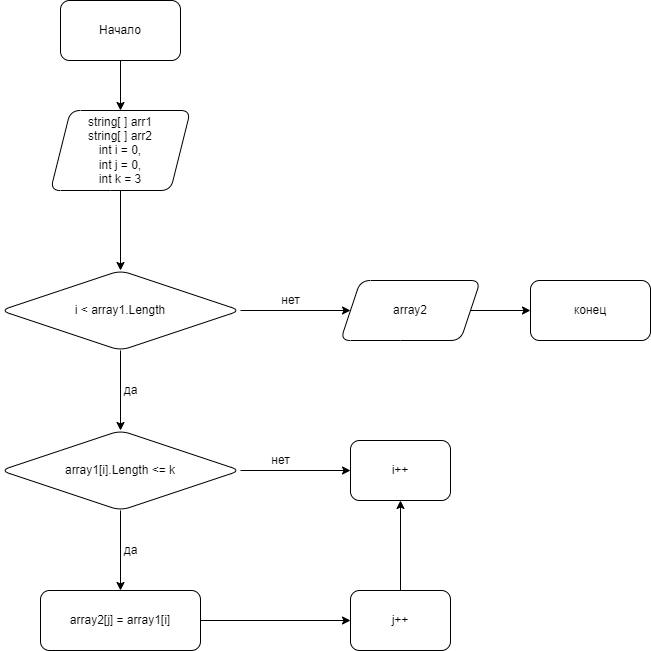 Начало
string[ ] arr1
string[ ] arr2
int i = 0,
int j = 0,
int k = 3
i < array1.Length
нет
array2
конец
да
array1[i].Length <= k
нет
i++
да
array2[j] = array1[i]
j++